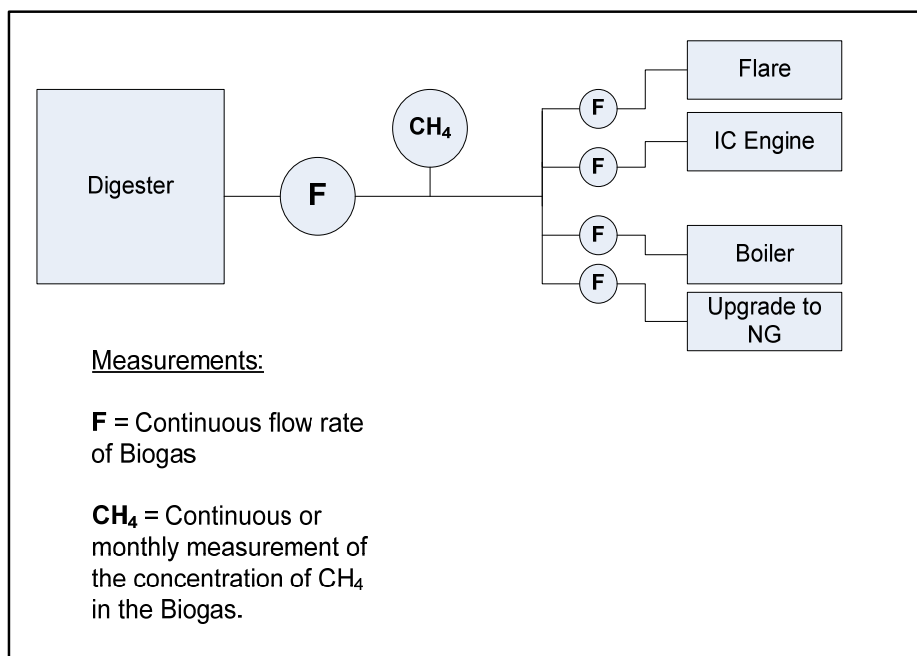 Digester
F
CH₄
F
Flare
F
IC Engine
F
Boiler
F
Upgrade to
NG
Measurements:
F = Continuous flow rate
of Biogas
CH₄ = Continuous or
monthly measurement of
the concentration of CH₄
in the Biogas.